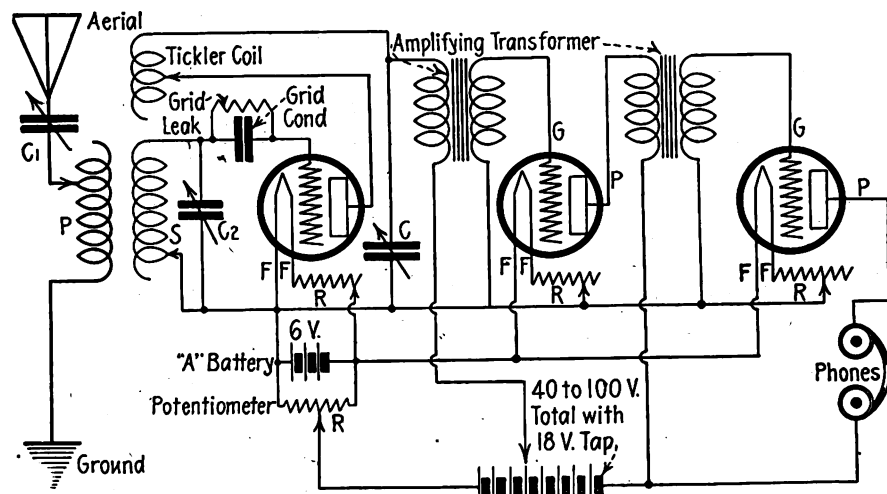 Aerial
Tickler Coil
Amplifying Transformer
Grid
Leak
Grid
Cond
C1
P
S
C2
C
G
P
G
P
F F
R
F F
R
F F
R
6 V.
"A" Battery
Potentiometer
R
40 to 100 V.
Total with
18 V. Tap,
Phones
Ground